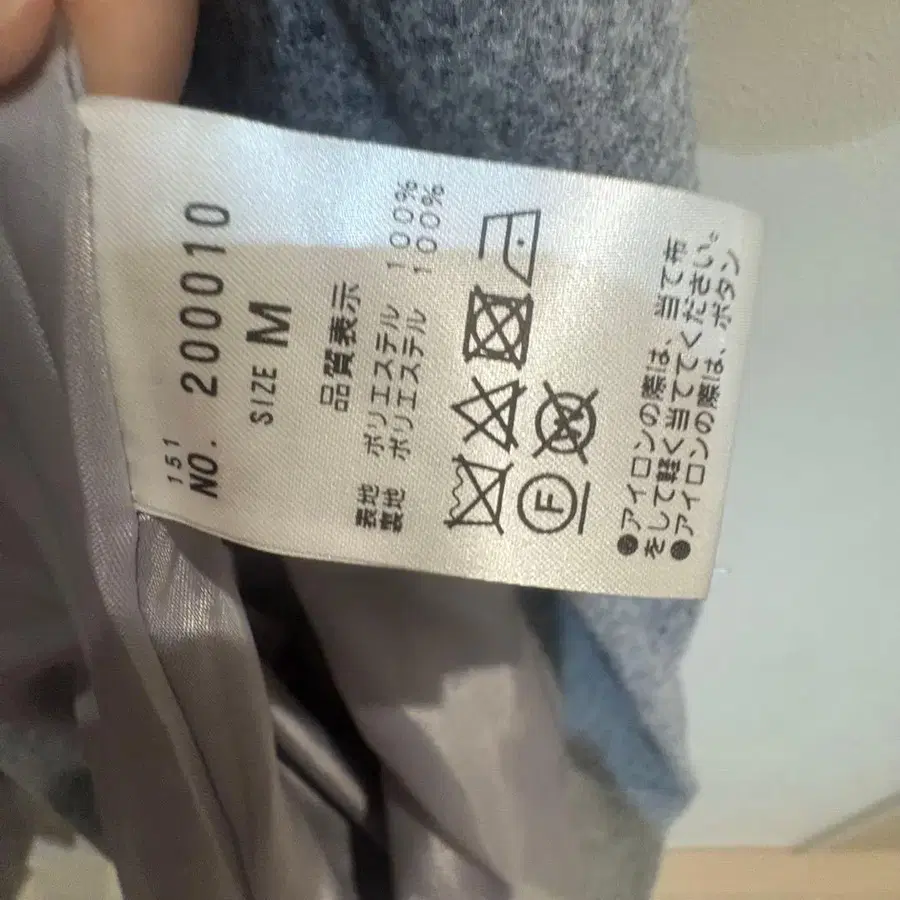 151
NO. 200010
SIZE M
品質表示
表地 ポリエステル 100%
裏地 ポリエステル 100%
F
W
●アイロンの際は、当て布
をして軽く当ててください。
●アイロンの際は、ボタン